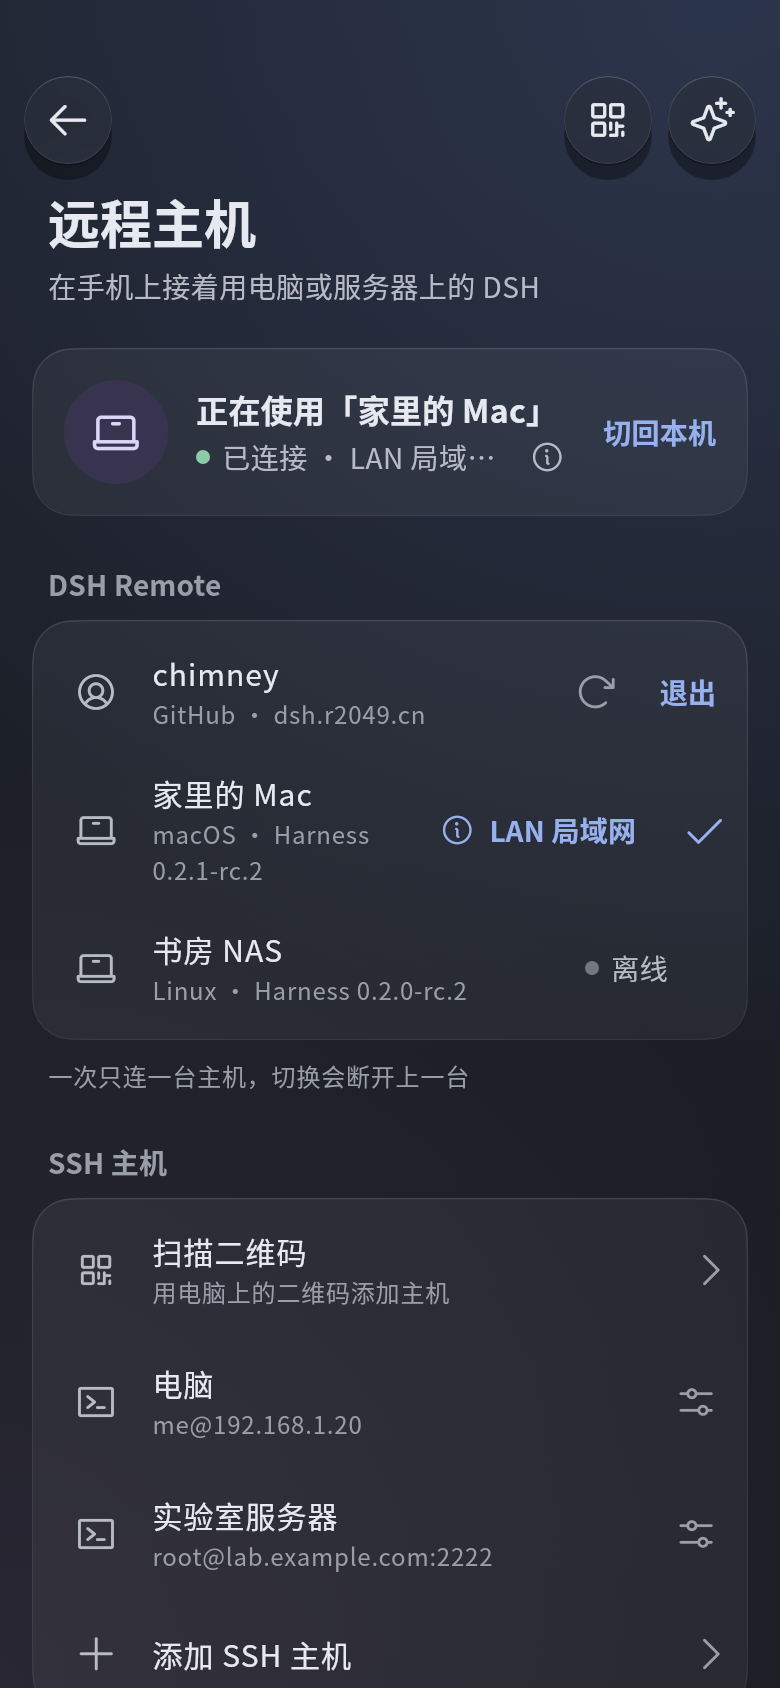 远程主机
在手机上接着用电脑或服务器上的 DSH
正在使用「家里的 Mac」
已连接 · LAN 局域…
切回本机
DSH Remote
chimney
GitHub · dsh.r2049.cn
退出
家里的 Mac
macOS · Harness
0.2.1-rc.2
LAN 局域网
书房 NAS
Linux · Harness 0.2.0-rc.2
离线
一次只连一台主机，切换会断开上一台
SSH 主机
扫描二维码
用电脑上的二维码添加主机
电脑
me@192.168.1.20
实验室服务器
root@lab.example.com:2222
添加 SSH 主机